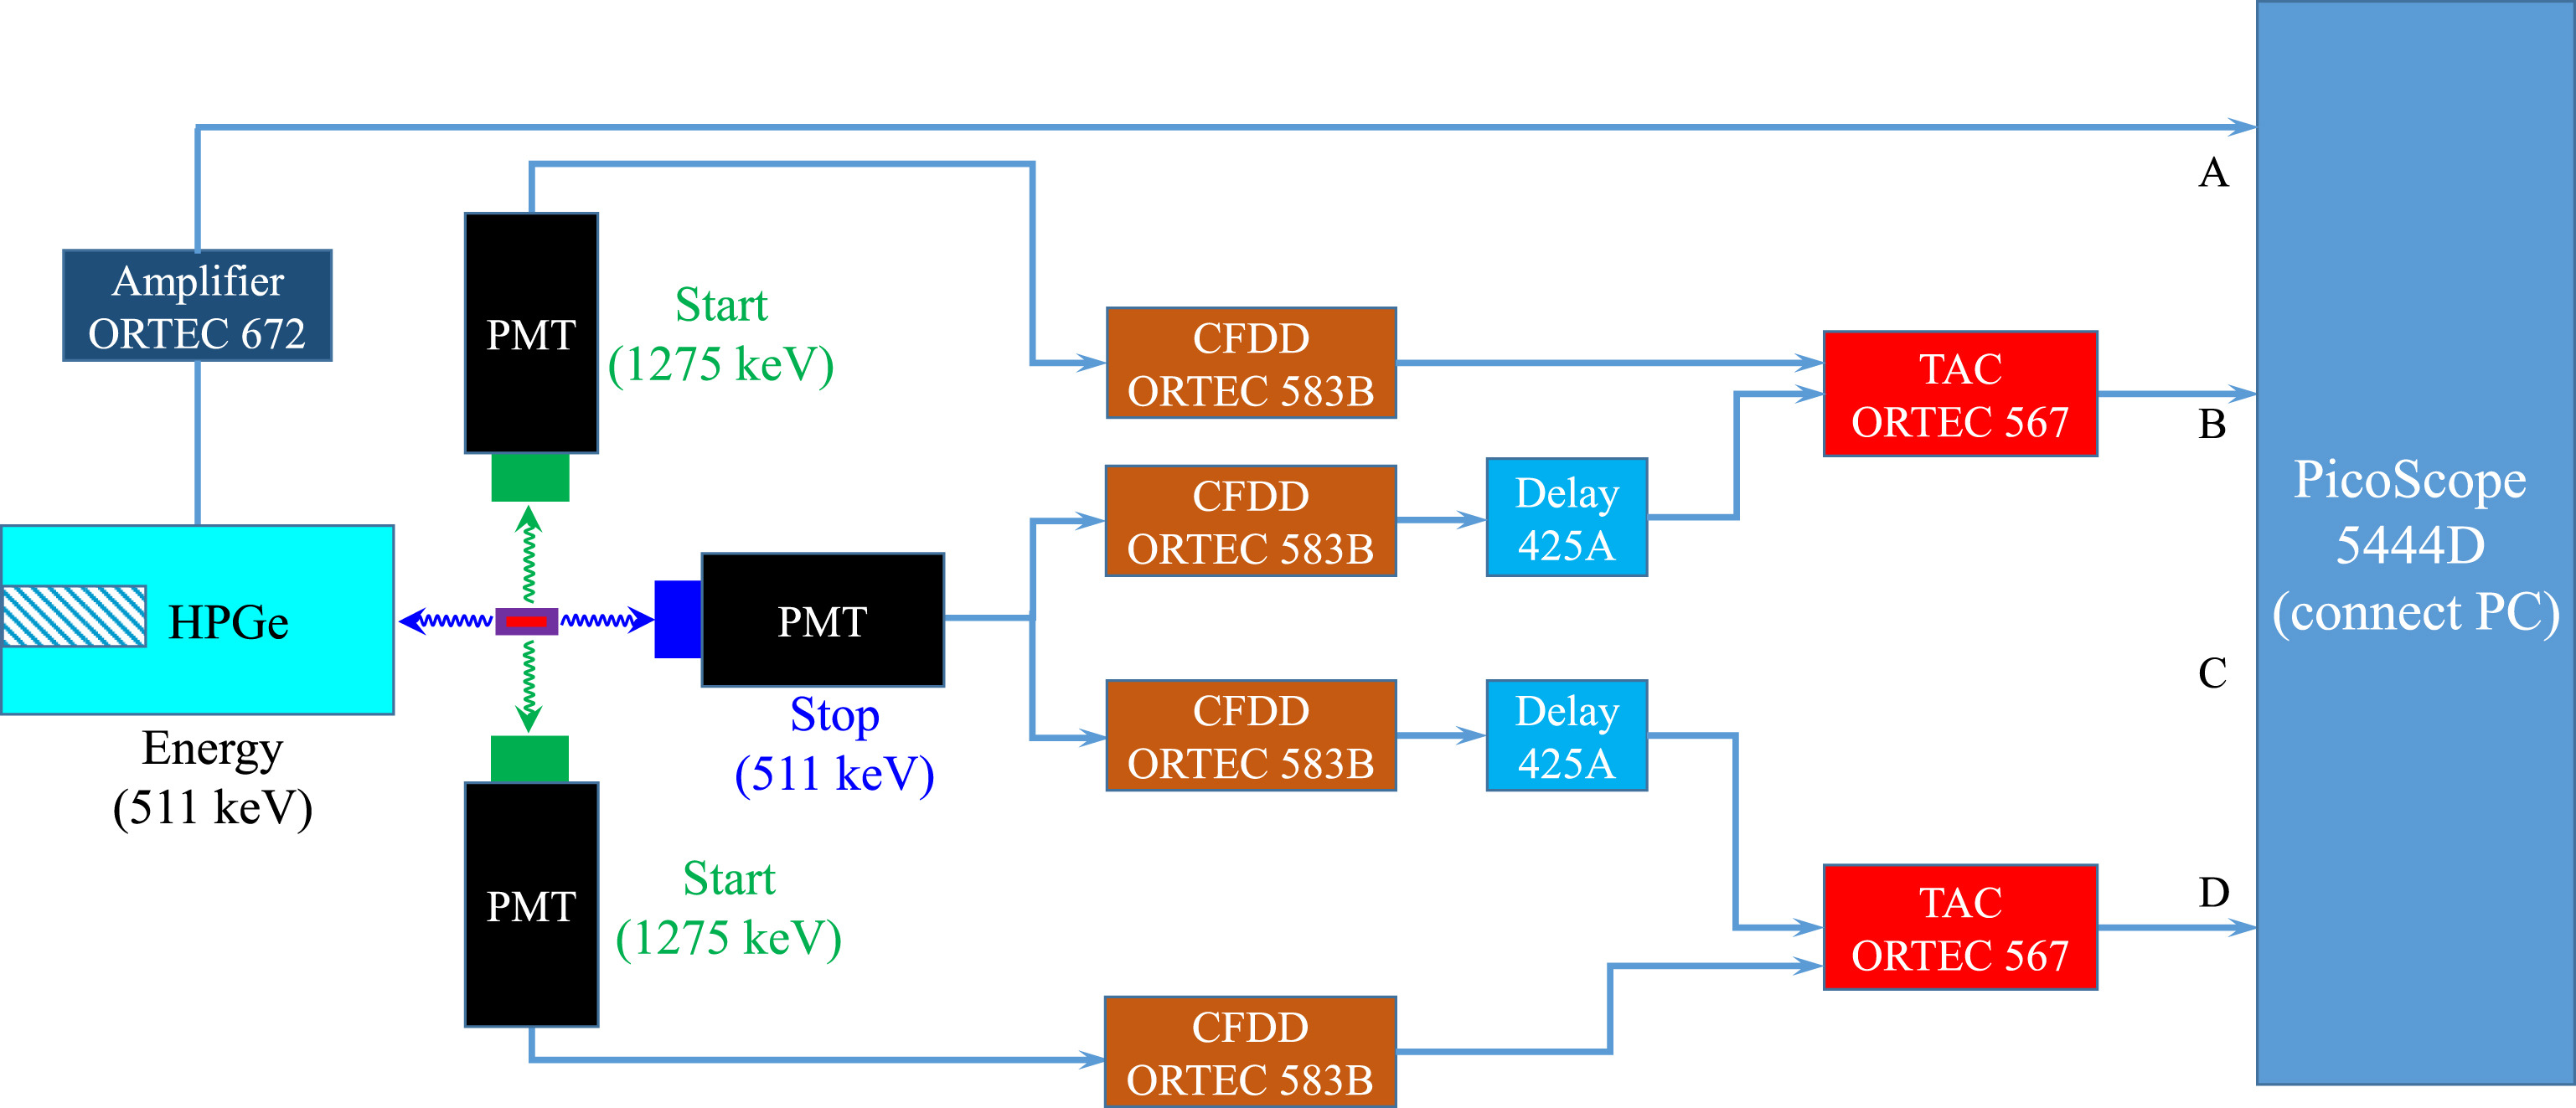 A
Amplifier
ORTEC 672
PMT
Start
(1275 keV)
CFDD
ORTEC 583B
TAC
ORTEC 567
B
CFDD
ORTEC 583B
Delay
425A
PicoScope
5444D
(connect PC)
HPGe
Energy
(511 keV)
PMT
Stop
(511 keV)
C
CFDD
ORTEC 583B
Delay
425A
PMT
Start
(1275 keV)
D
TAC
ORTEC 567
CFDD
ORTEC 583B